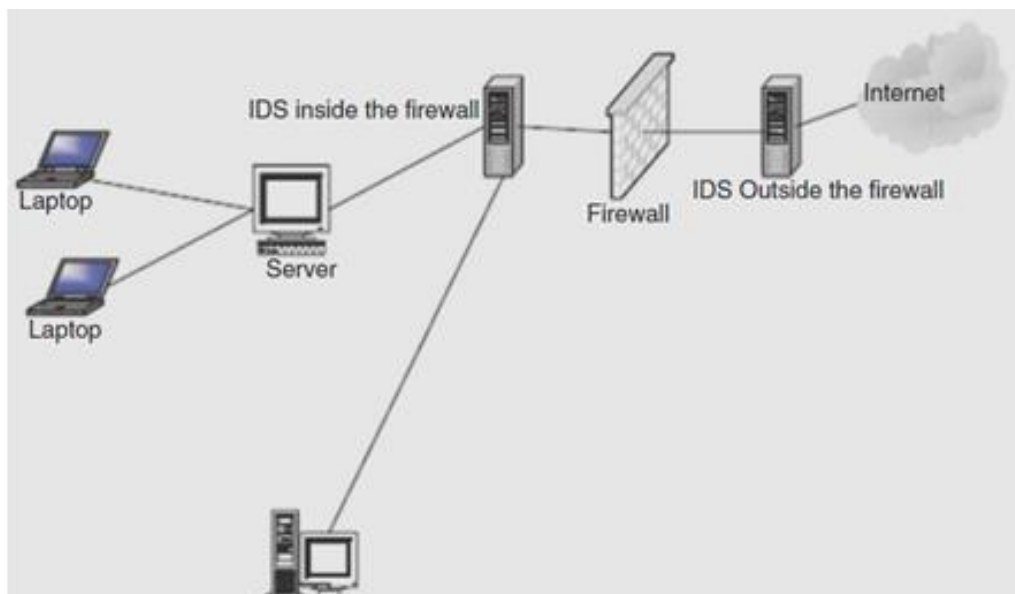 IDS inside the firewall
Internet
Laptop
Firewall
IDS Outside the firewall
Server
Laptop